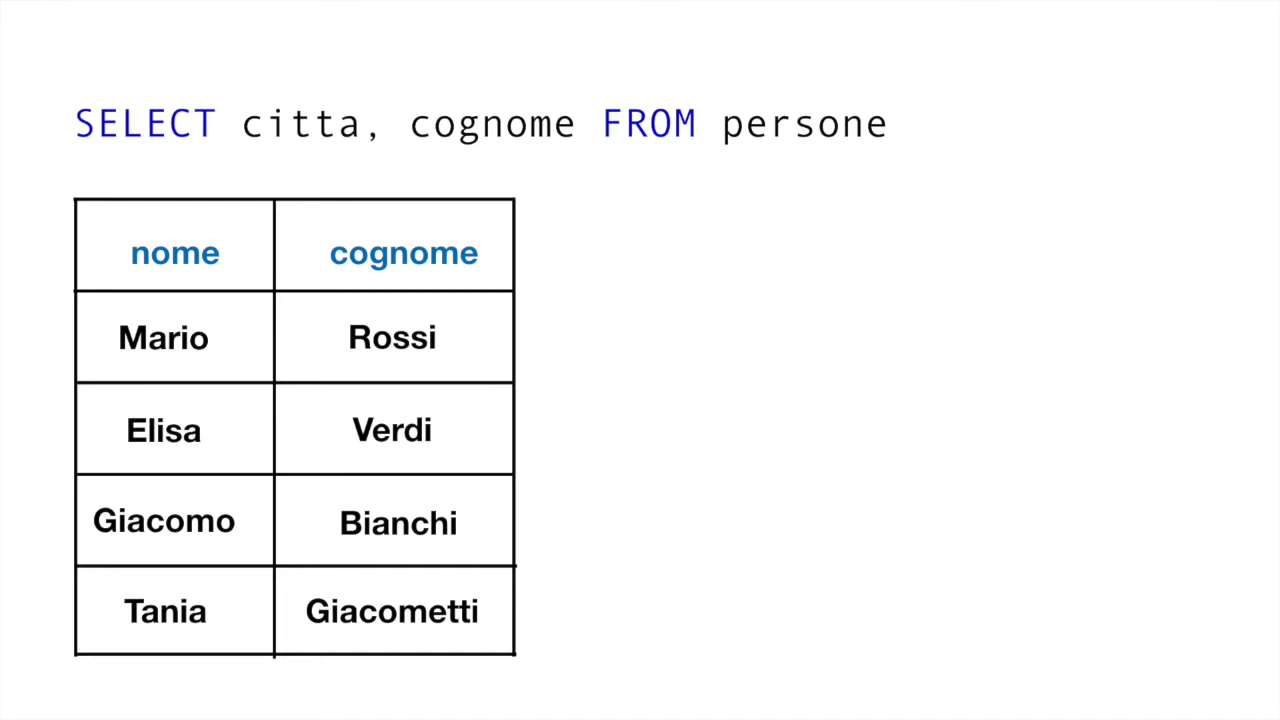 SELECT citta, cognome FROM persone
nome cognome
Mario Rossi
Elisa Verdi
Giacomo Bianchi
Tania Giacometti